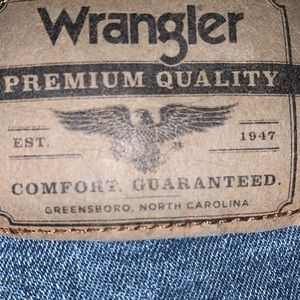 Wrangler
PREMIUM QUALITY
EST. 1947
COMFORT. GUARANTEED.
GREENSBORO, NORTH CAROLINA